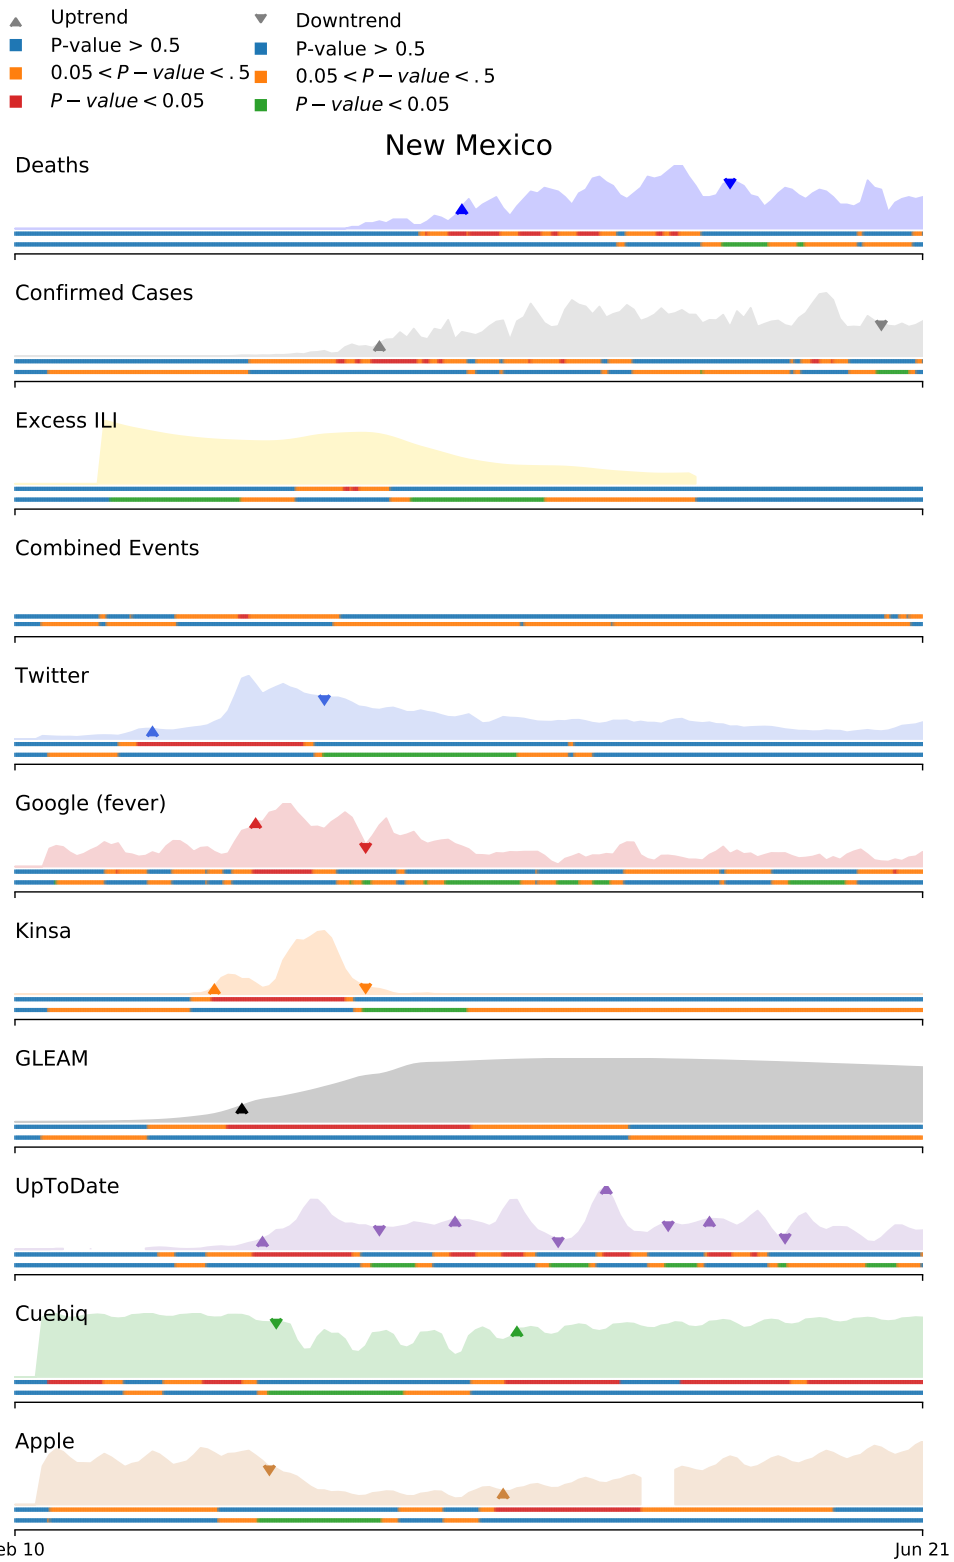 Uptrend
P-value > 0.5
0.05 < P − value < .5
P − value < 0.05
Downtrend
P-value > 0.5
0.05 < P − value < .5
P − value < 0.05
New Mexico
Deaths
Confirmed Cases
Excess ILI
Combined Events
Twitter
Google (fever)
Kinsa
GLEAM
UpToDate
Cuebiq
Apple
eb 10
Jun 21